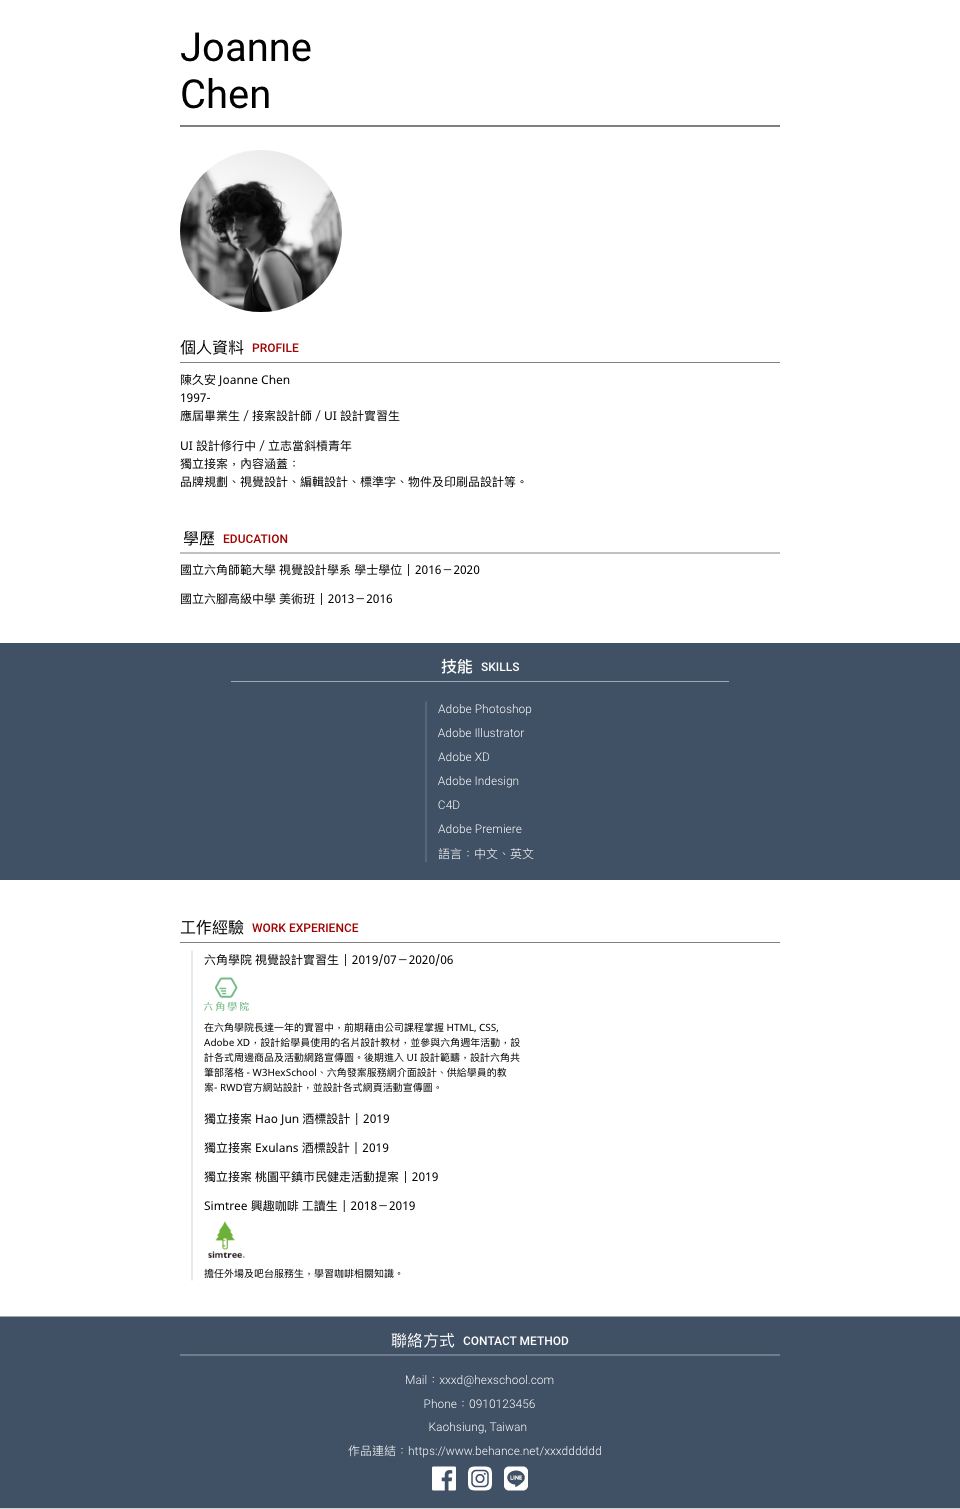 Joanne
Chen
個人資料 PROFILE
陳久安 Joanne Chen
1997-
應屆畢業生 / 接案設計師 / UI 設計實習生
UI 設計修行中 / 立志當斜槓青年
獨立接案，內容涵蓋：
品牌規劃、視覺設計、編輯設計、標準字、物件及印刷品設計等。
學歷 EDUCATION
國立六角師範大學 視覺設計學系 學士學位｜2016－2020
國立六腳高級中學 美術班｜2013－2016
技能 SKILLS
Adobe Photoshop
Adobe Illustrator
Adobe XD
Adobe Indesign
C4D
Adobe Premiere
語言：中文、英文
工作經驗 WORK EXPERIENCE
六角學院 視覺設計實習生｜2019/07－2020/06
六角學院
在六角學院長達一年的實習中，前期藉由公司課程掌握 HTML, CSS,
Adobe XD，設計給學員使用的名片設計教材，並參與六角週年活動，設
計各式周邊商品及活動網路宣傳圖。後期進入 UI 設計範疇，設計六角共
筆部落格 - W3HexSchool、六角發案服務網介面設計、供給學員的教
案- RWD官方網站設計，並設計各式網頁活動宣傳圖。
獨立接案 Hao Jun 酒標設計｜2019
獨立接案 Exulans 酒標設計｜2019
獨立接案 桃園平鎮市民健走活動提案｜2019
Simtree 興趣咖啡 工讀生｜2018－2019
simtree.
擔任外場及吧台服務生，學習咖啡相關知識。
聯絡方式 CONTACT METHOD
Mail：xxxd@hexschool.com
Phone：0910123456
Kaohsiung, Taiwan
作品連結：https://www.behance.net/xxxdddddd
LINE